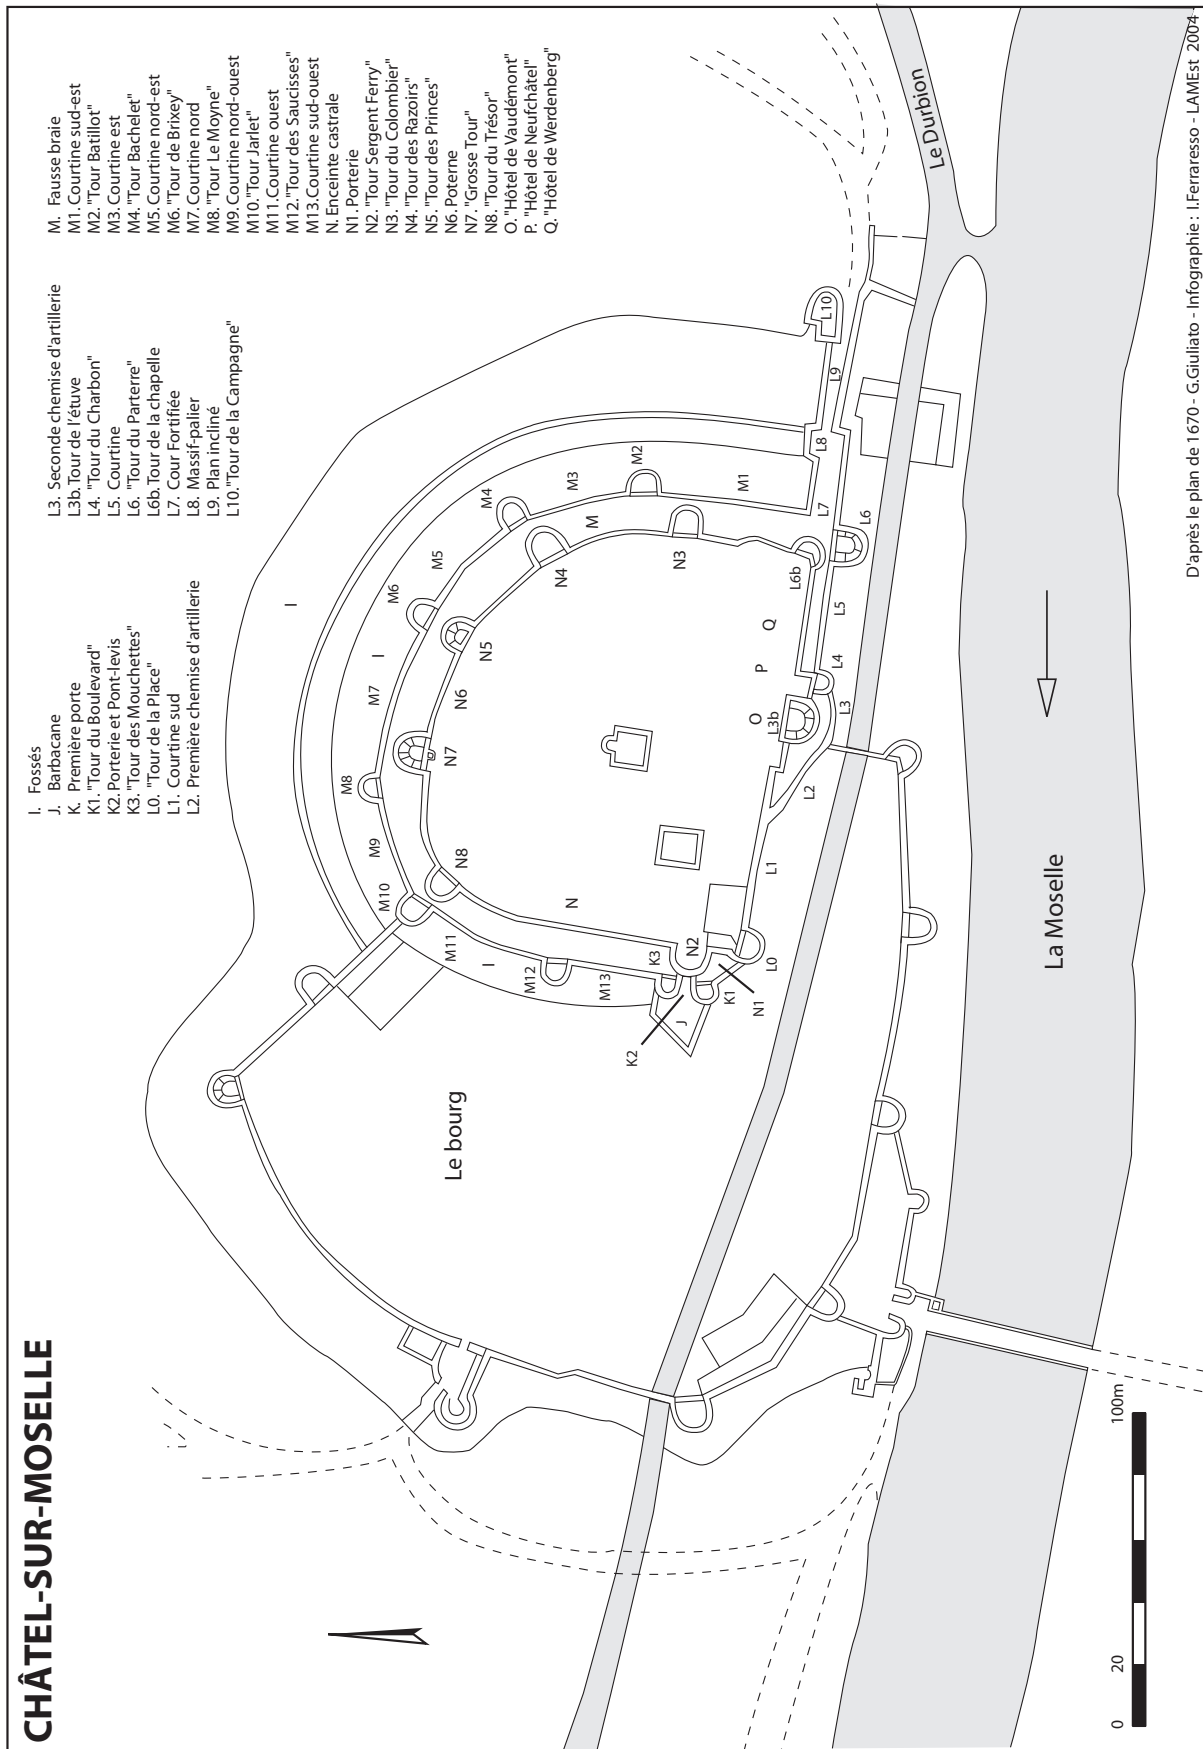 CHÂTEL-SUR-MOSELLE
I. Fossés
J. Barbacane
K. Première porte
K1. "Tour du Boulevard"
K2. Porterie et Pont-levis
K3. "Tour des Mouchettes"
L0. "Tour de la Place"
L1. Courtine sud
L2. Première chemise d'artillerie
L3. Seconde chemise d'artillerie
L3b. Tour de l'étuve
L4. "Tour du Charbon"
L5. Courtine
L6. "Tour du Parterre"
L6b. Tour de la chapelle
L7. Cour Fortifiée
L8. Massif-palier
L9. Plan incliné
L10. "Tour de la Campagne"
M. Fausse braie
M1. Courtine sud-est
M2. "Tour Batillot"
M3. Courtine est
M4. "Tour Bachelet"
M5. Courtine nord-est
M6. "Tour de Brixey"
M7. Courtine nord
M8. "Tour Le Moyne"
M9. Courtine nord-ouest
M10. "Tour Jarlet"
M11. Courtine ouest
M12. "Tour des Saucisses"
M13. Courtine sud-ouest
N. Enceinte castrale
N1. Porterie
N2. "Tour Sergent Ferry"
N3. "Tour du Colombier"
N4. "Tour des Razoirs"
N5. "Tour des Princes"
N6. Poterne
N7. "Grosse Tour"
N8. "Tour du Trésor"
O. "Hôtel de Vaudémont"
P. "Hôtel de Neufchâtel"
Q. "Hôtel de Werdenberg"
I
M6
M5
M4
M3
M2
M1
I
M7
M8
M9
M10
M11
I
M12
M13
M
N8
N7
N6
N5
N4
N3
N
N2
K3
K2
J
K1
N1
L0
L1
L2
O
P
Q
L3b
L3
L4
L5
L6b
L6
L7
L8
L9
L10
Le bourg
Le Durbion
La Moselle
0
20
100m
D'après le plan de 1670 - G.Giuliato - Infographie : I.Ferraresso - LAMEst 2004